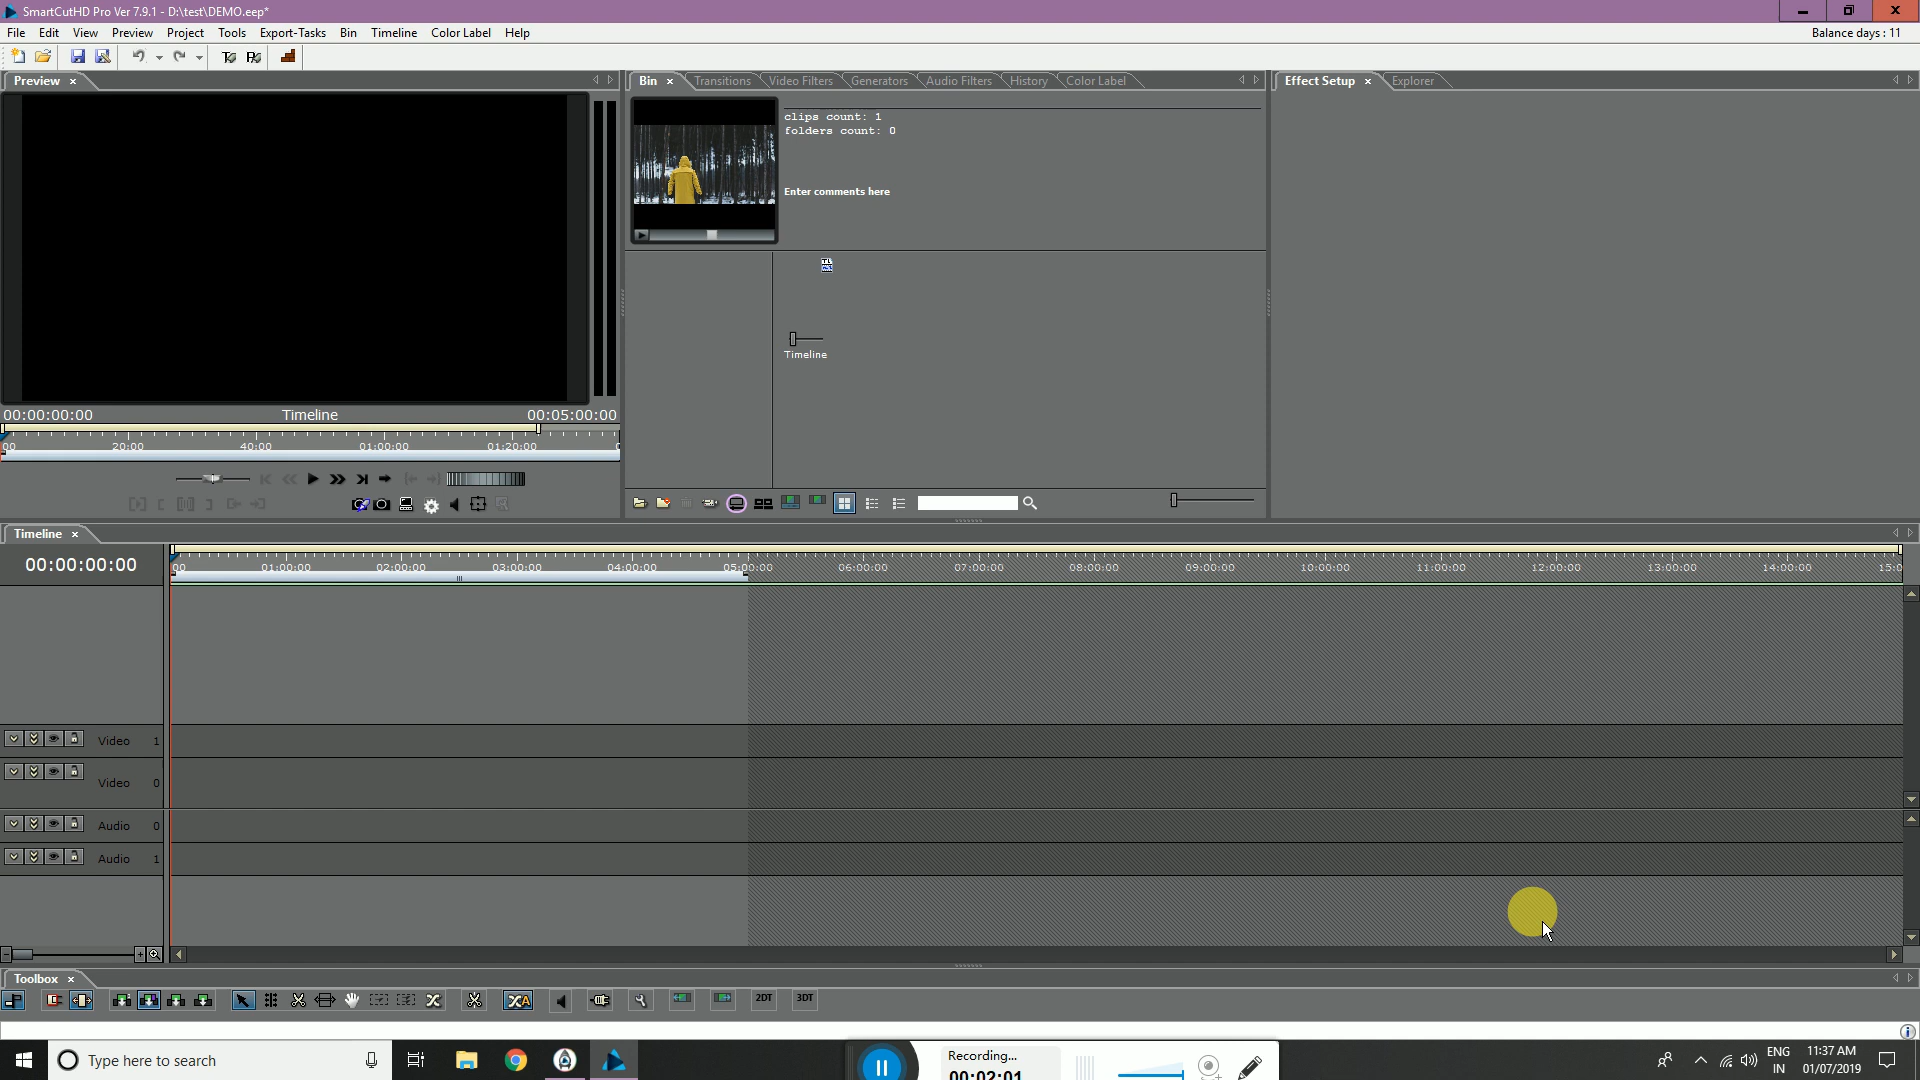 SmartCutHD Pro Ver 7.9.1 - D:\test\DEMO.eep*
File Edit View Preview Project Tools Export-Tasks Bin Timeline Color Label Help
Balance days : 11
Preview
Bin Transitions Video Filters Generators Audio Filters History Color Label
Effect Setup Explorer
clips count: 1
folders count: 0
Enter comments here
Timeline
00:00:00:00 Timeline 00:05:00:00
00 20:00 40:00 01:00:00 01:20:00
Timeline
00:00:00:00
00 01:00:00 02:00:00 03:00:00 04:00:00 05:00:00 06:00:00 07:00:00 08:00:00 09:00:00 10:00:00 11:00:00 12:00:00 13:00:00 14:00:00 15:0
Video 1
Video 0
Audio 0
Audio 1
Toolbox
XA 2DT 3DT
Type here to search
Recording...
00:02:01
ENG
IN
11:37 AM
01/07/2019